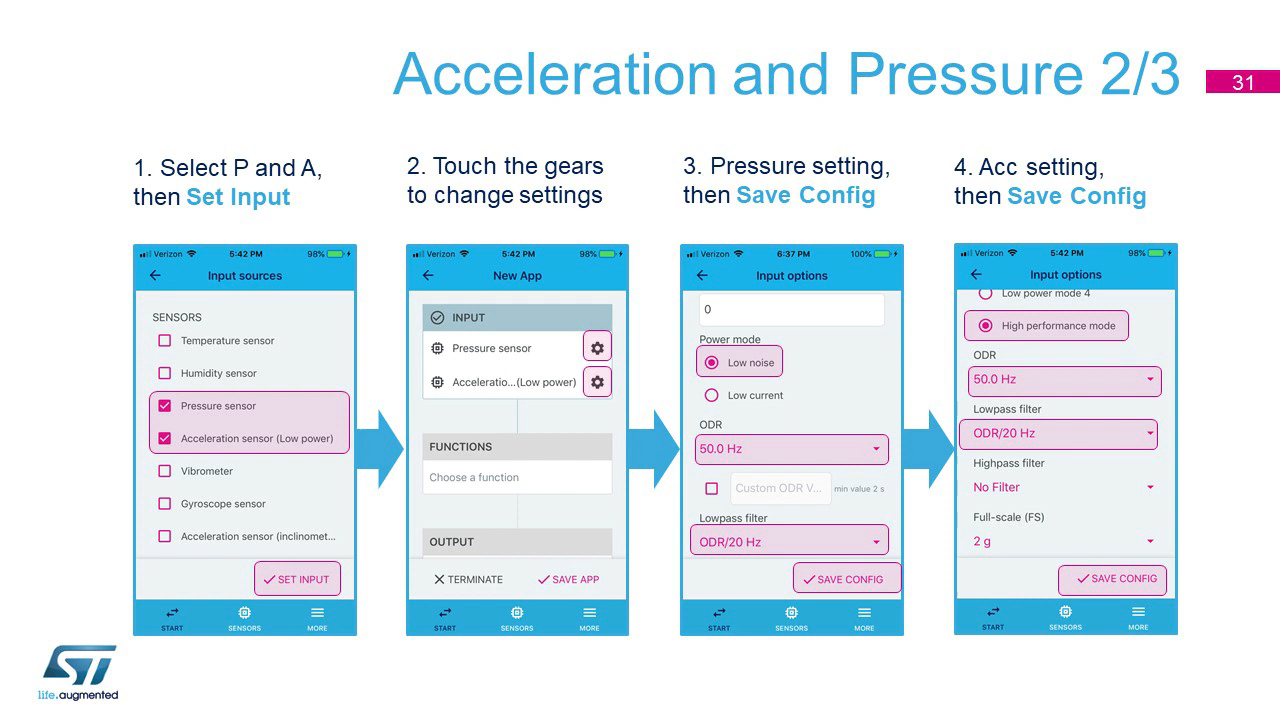 Acceleration and Pressure 2/3
31
1. Select P and A,
then Set Input
2. Touch the gears
to change settings
3. Pressure setting,
then Save Config
4. Acc setting,
then Save Config
Verizon 5:42 PM 98%
Input sources
SENSORS
Temperature sensor
Humidity sensor
Pressure sensor
Acceleration sensor (Low power)
Vibrometer
Gyroscope sensor
Acceleration sensor (inclinomet...
SET INPUT
START SENSORS MORE
Verizon 5:42 PM 98%
New App
INPUT
Pressure sensor
Acceleratio...(Low power)
FUNCTIONS
Choose a function
OUTPUT
TERMINATE SAVE APP
START SENSORS MORE
Verizon 6:37 PM 100%
Input options
0
Power mode
Low noise
Low current
ODR
50.0 Hz
Custom ODR V... min value 2 s
Lowpass filter
ODR/20 Hz
SAVE CONFIG
START SENSORS MORE
Verizon 5:42 PM 98%
Input options
Low power mode 4
High performance mode
ODR
50.0 Hz
Lowpass filter
ODR/20 Hz
Highpass filter
No Filter
Full-scale (FS)
2 g
SAVE CONFIG
START SENSORS MORE
ST
life.augmented